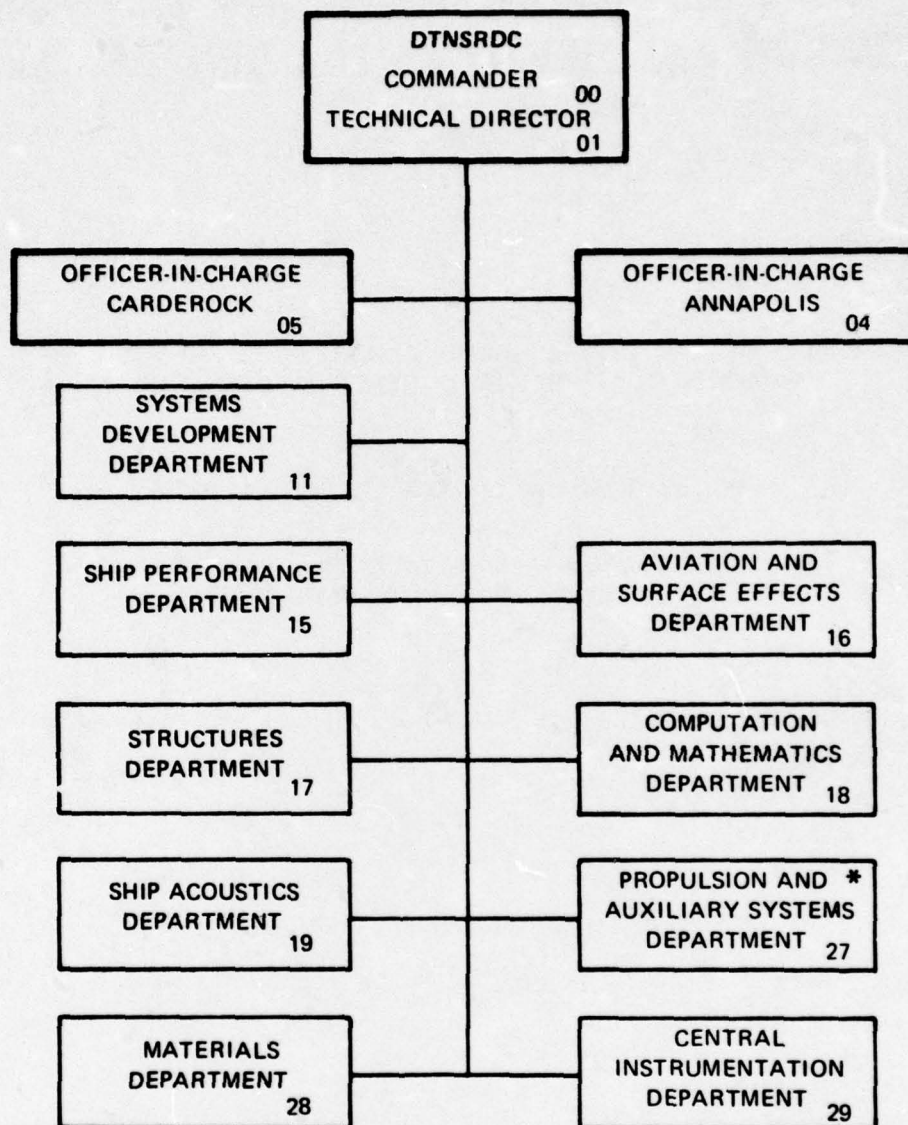 DTNSRDC
COMMANDER
00
TECHNICAL DIRECTOR
01
OFFICER-IN-CHARGE
CARDEROCK
05
OFFICER-IN-CHARGE
ANNAPOLIS
04
SYSTEMS
DEVELOPMENT
DEPARTMENT
11
SHIP PERFORMANCE
DEPARTMENT
15
AVIATION AND
SURFACE EFFECTS
DEPARTMENT
16
STRUCTURES
DEPARTMENT
17
COMPUTATION
AND MATHEMATICS
DEPARTMENT
18
SHIP ACOUSTICS
DEPARTMENT
19
PROPULSION AND *
AUXILIARY SYSTEMS
DEPARTMENT
27
MATERIALS
DEPARTMENT
28
CENTRAL
INSTRUMENTATION
DEPARTMENT
29